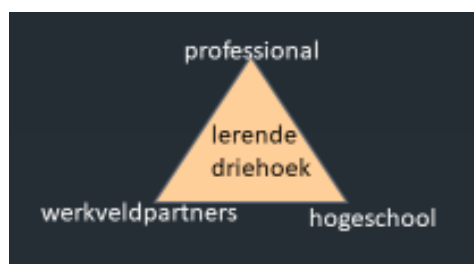 professional
lerende
driehoek
werkveldpartners
hogeschool